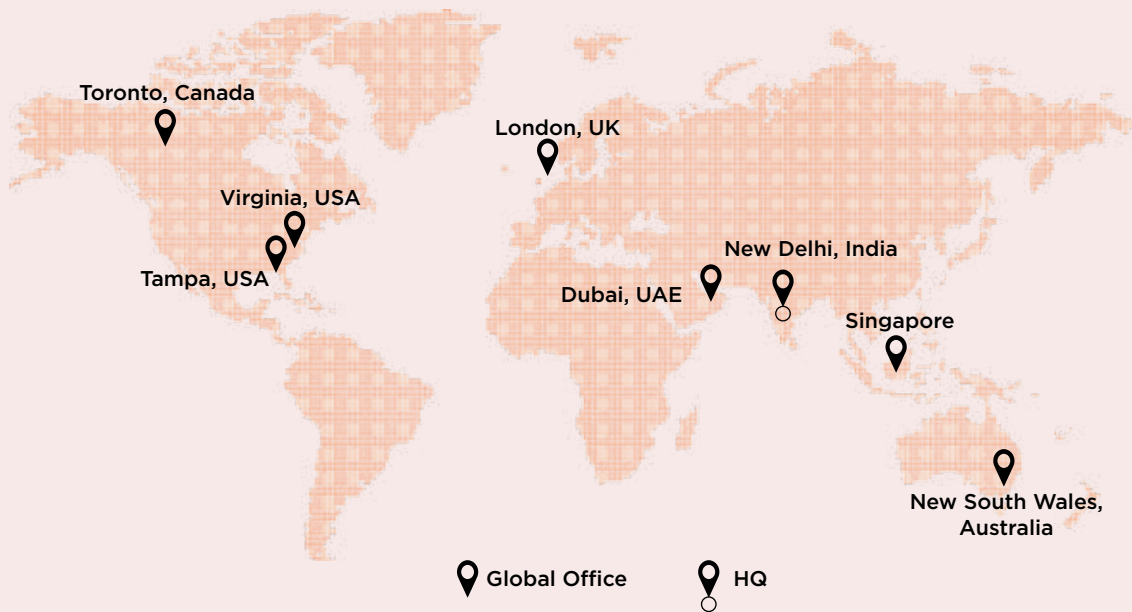 Toronto, Canada
London, UK
Virginia, USA
New Delhi, India
Tampa, USA
Dubai, UAE
Singapore
New South Wales,
Australia
Global Office
HQ